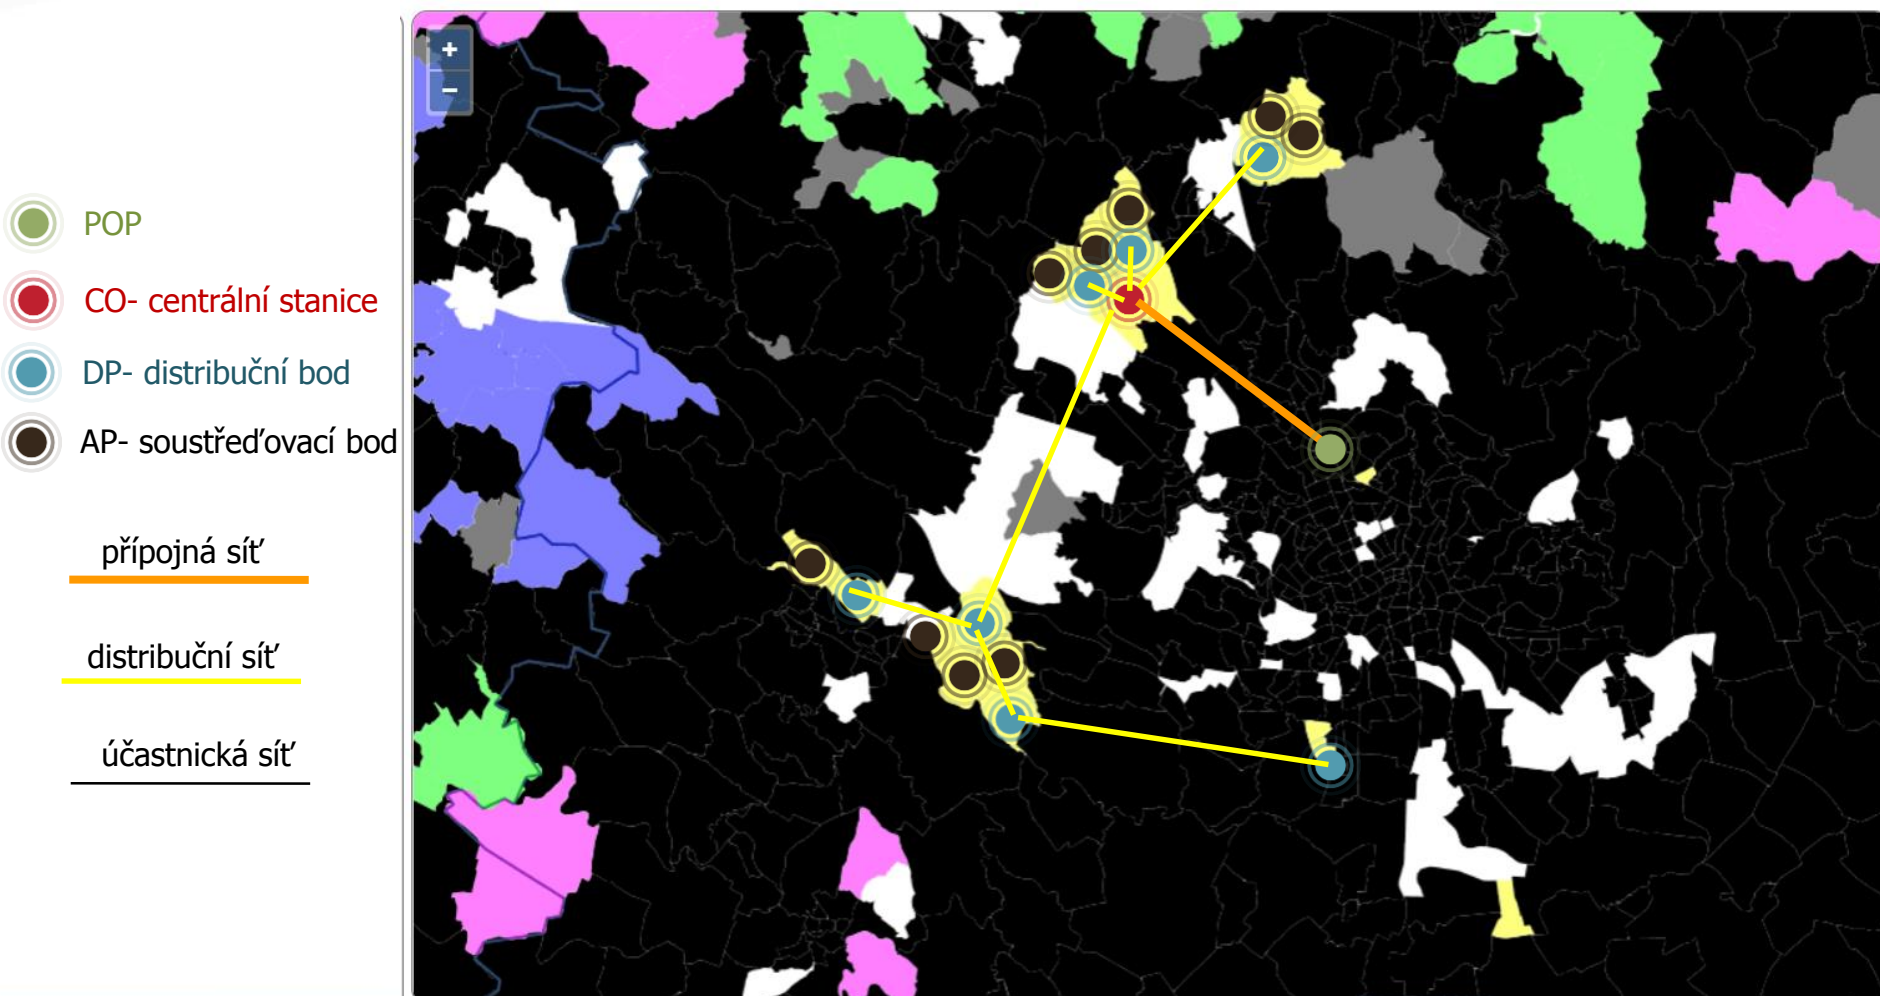 +
−
POP
CO- centrální stanice
DP- distribuční bod
AP- soustřeďovací bod
přípojná síť
distribuční síť
účastnická síť